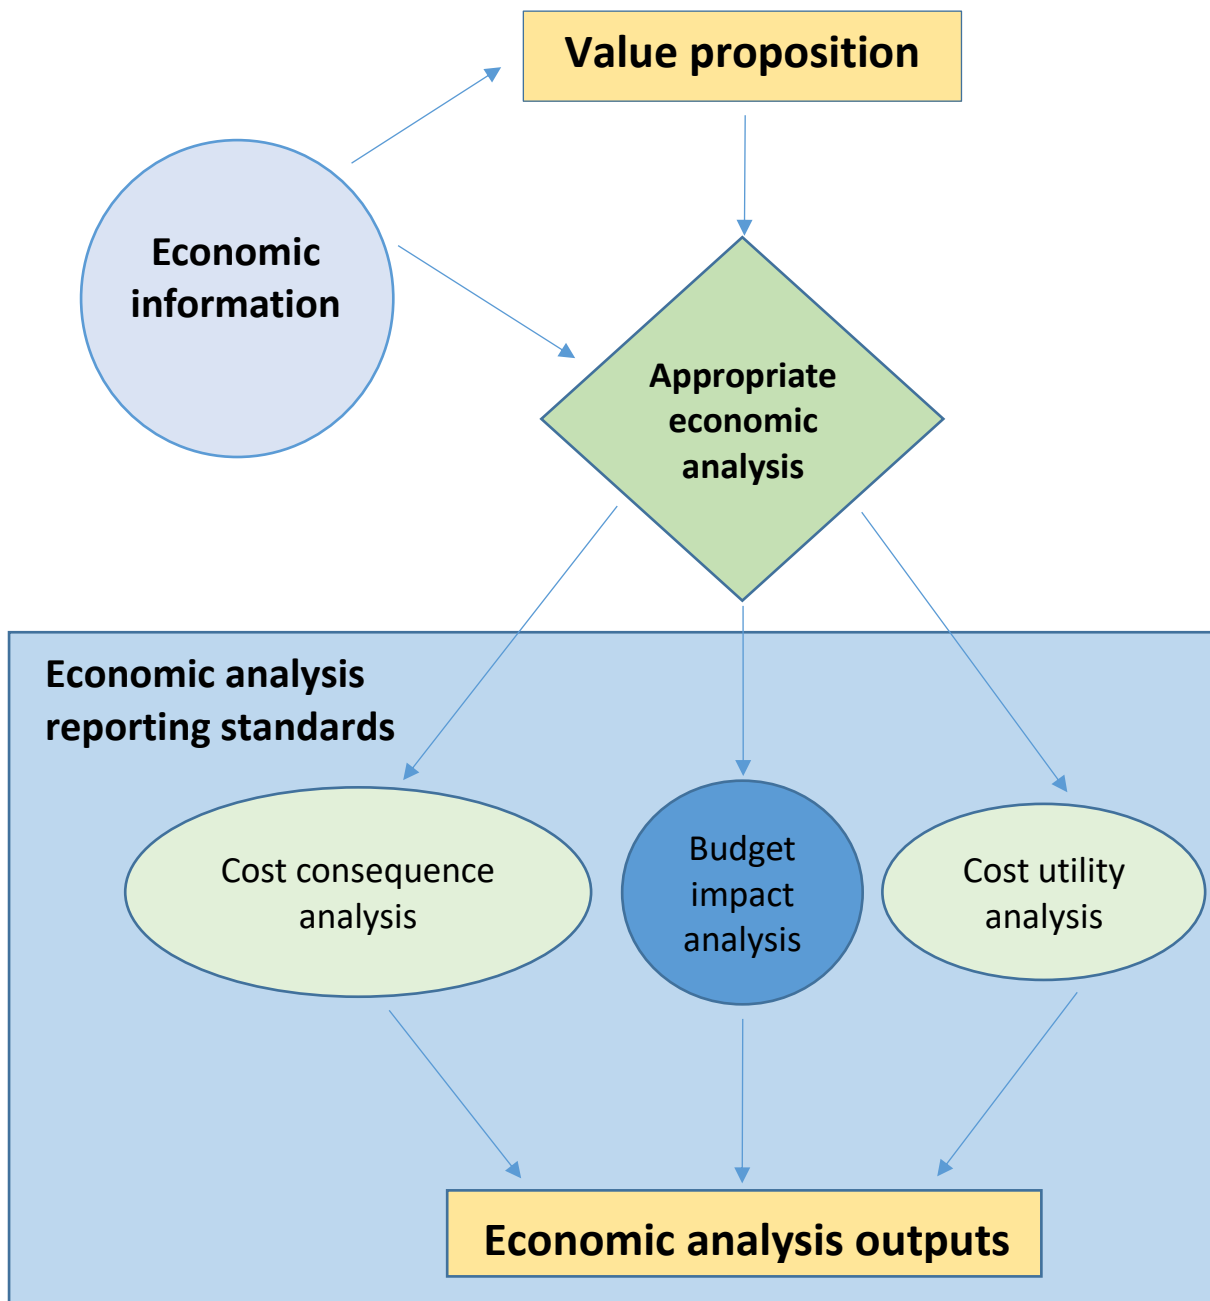 Value proposition
Economic
information
Appropriate
economic
analysis
Economic analysis
reporting standards
Cost consequence
analysis
Budget
impact
analysis
Cost utility
analysis
Economic analysis outputs